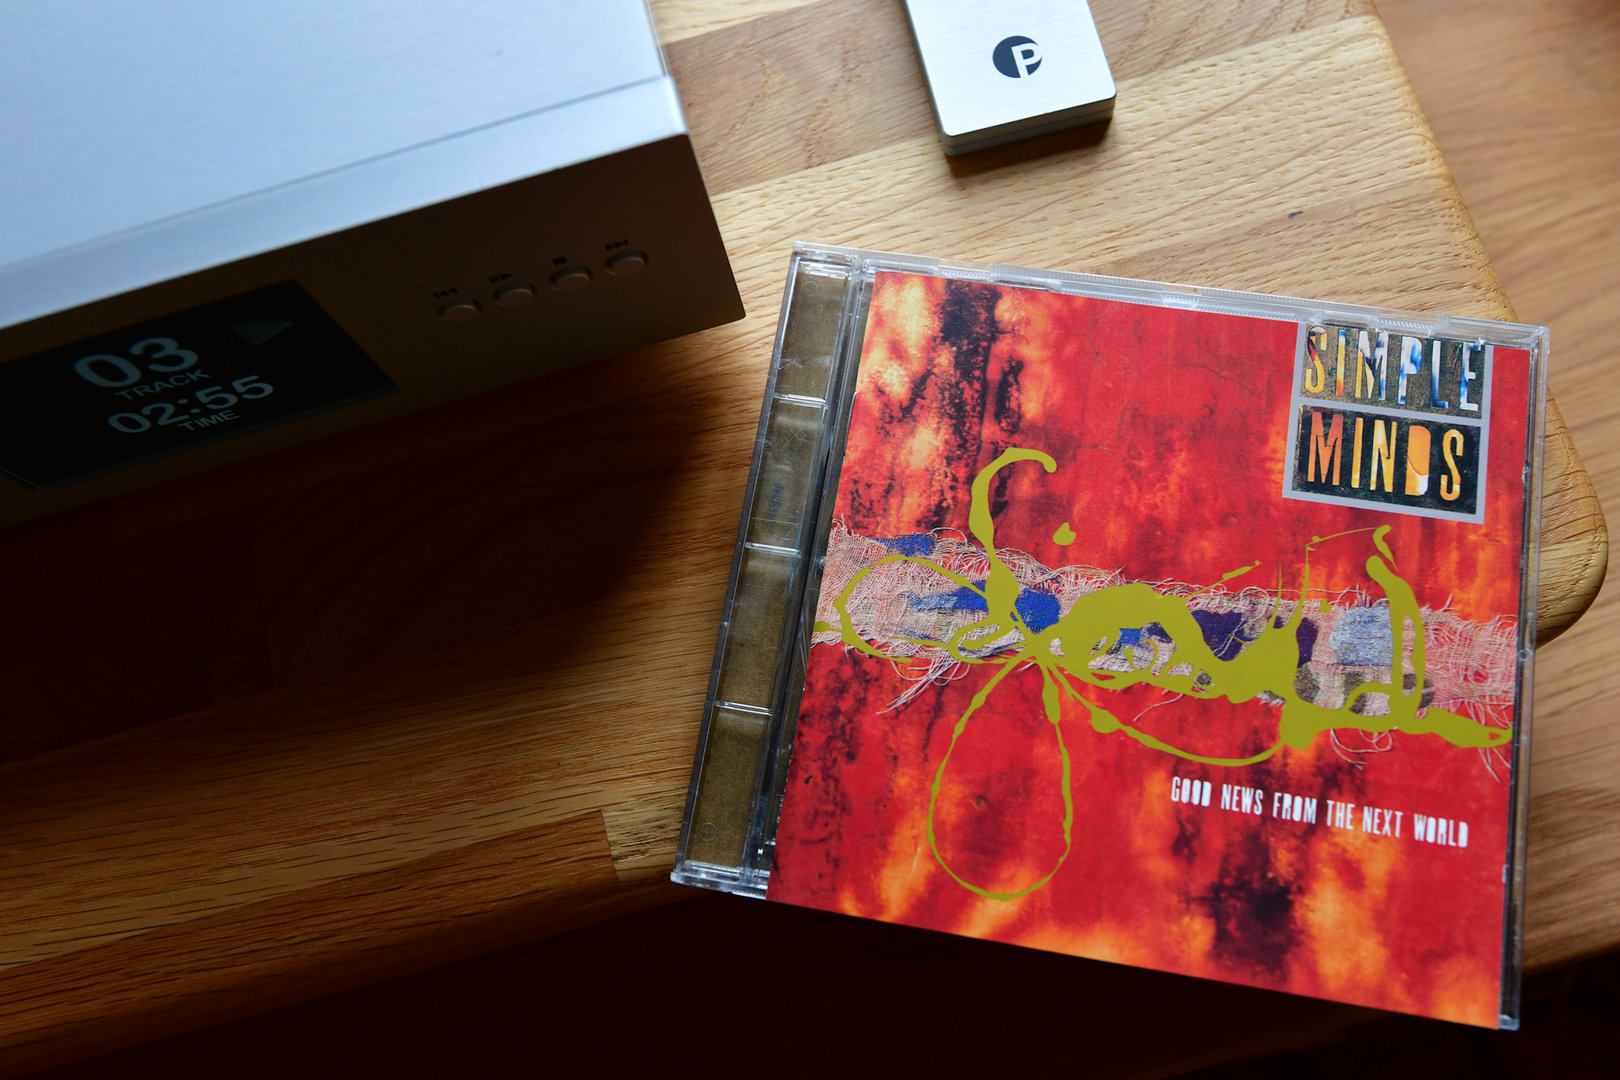 P
03
TRACK
02:55
TIME
SIMPLE
MINDS
GOOD NEWS FROM THE NEXT WORLD